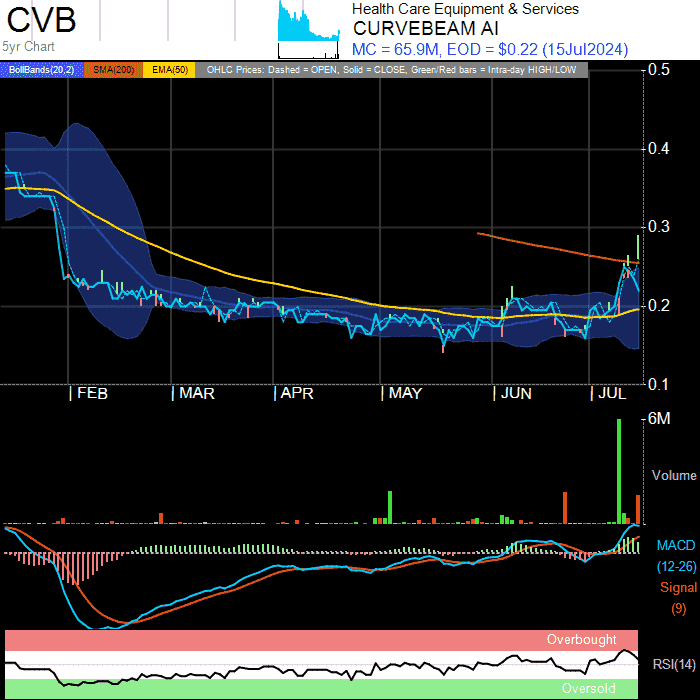 CVB
5yr Chart
Health Care Equipment & Services
CURVEBEAM AI
MC = 65.9M, EOD = $0.22 (15Jul2024)
BollBands(20,2) SMA(200) EMA(50) OHLC Prices: Dashed = OPEN, Solid = CLOSE, Green/Red bars = Intra-day HIGH/LOW
0.5
0.4
0.3
0.2
0.1
FEB MAR APR MAY JUN JUL
6M
Volume
MACD
(12-26)
Signal
(9)
Overbought
RSI(14)
Oversold